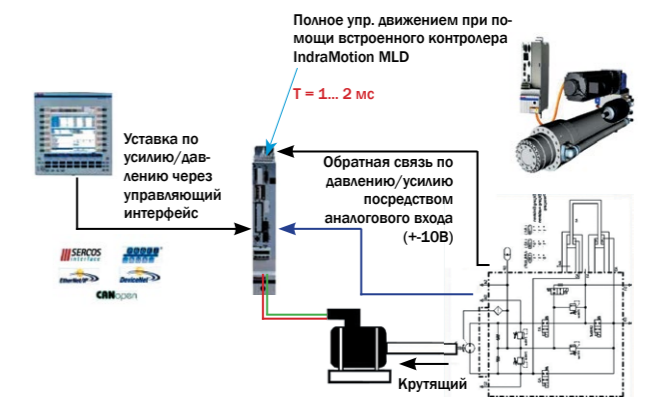 Полное упр. движением при по-
мощи встроенного контролера
IndraMotion MLD
T = 1... 2 мс
Уставка по
усилию/дав-
лению через
управляющий
интерфейс
Обратная связь по
давлению/усилию
посредством
аналогового входа
(+-10В)
SERCOS
interface
EtherNet/IP
DeviceNet
CANopen
Крутящий